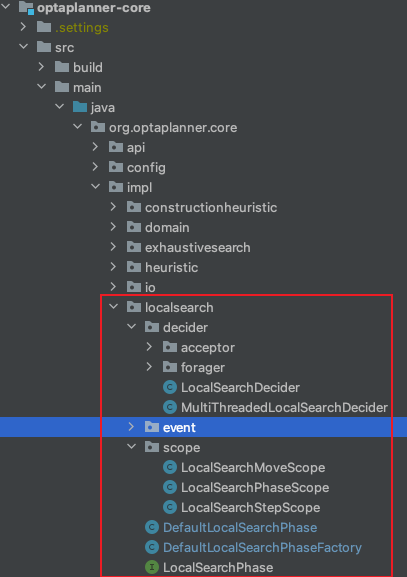 optaplanner-core
.settings
src
build
main
java
org.optaplanner.core
api
config
impl
constructionheuristic
domain
exhaustivesearch
heuristic
io
localsearch
decider
acceptor
forager
LocalSearchDecider
MultiThreadedLocalSearchDecider
event
scope
LocalSearchMoveScope
LocalSearchPhaseScope
LocalSearchStepScope
DefaultLocalSearchPhase
DefaultLocalSearchPhaseFactory
LocalSearchPhase